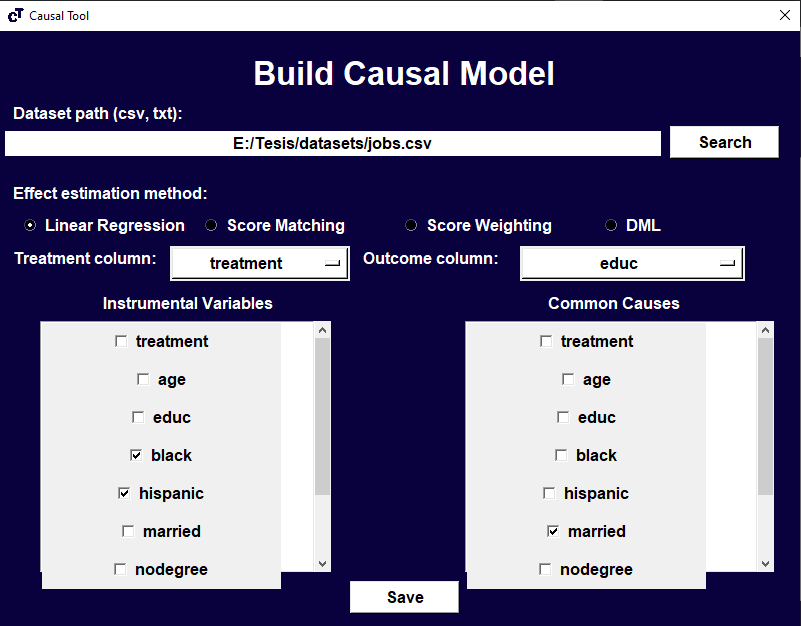 cT Causal Tool
Build Causal Model
Dataset path (csv, txt):
E:/Tesis/datasets/jobs.csv
Search
Effect estimation method:
Linear Regression Score Matching Score Weighting DML
Treatment column: treatment Outcome column: educ
Instrumental Variables Common Causes
treatment treatment
age age
educ educ
black black
hispanic hispanic
married married
nodegree nodegree
Save